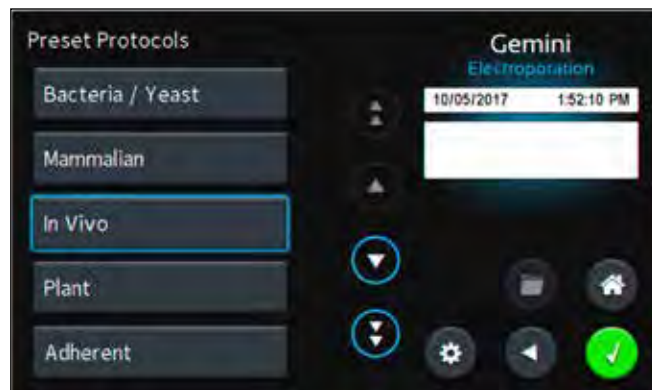 Preset Protocols
Bacteria / Yeast
Mammalian
In Vivo
Plant
Adherent
Gemini
Electroporation
10/05/2017 1:52:10 PM